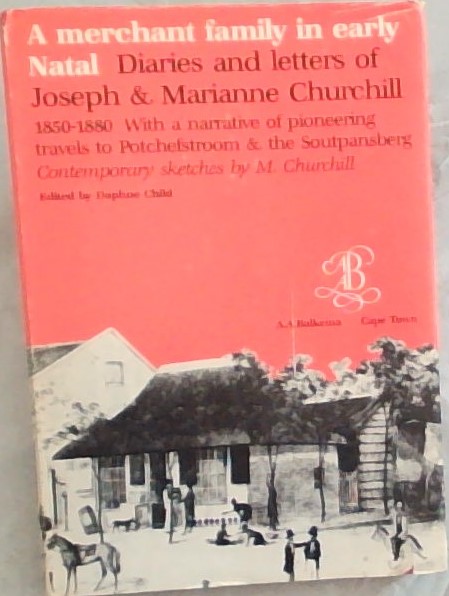 A merchant family in early
Natal Diaries and letters of
Joseph & Marianne Churchill
1850-1880 With a narrative of pioneering
travels to Potchefstroom & the Soutpansberg
Contemporary sketches by M. Churchill
Edited by Daphne Child
AB
A.A.Balkema Cape Town